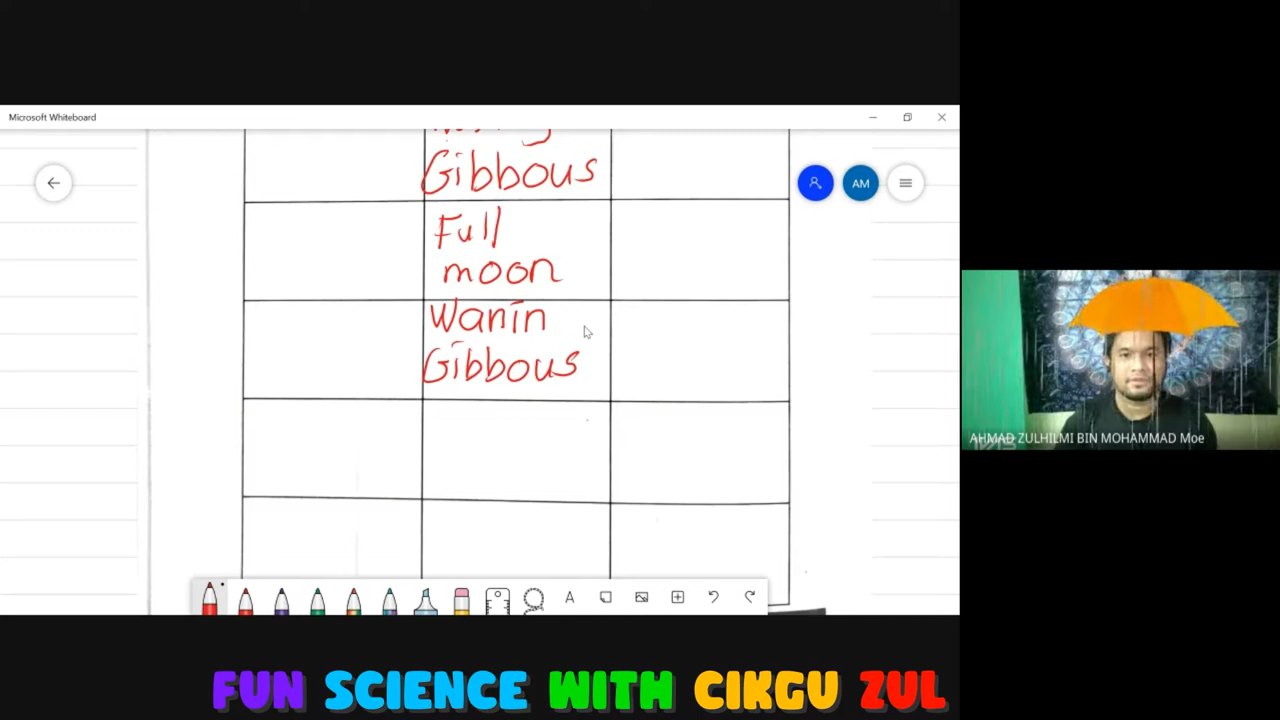 Microsoft Whiteboard
Gibbous
Full
moon
Wanin
Gibbous
AM
A
AHMAD ZULHILMI BIN MOHAMMAD Moe
FUN SCIENCE WITH CIKGU ZUL